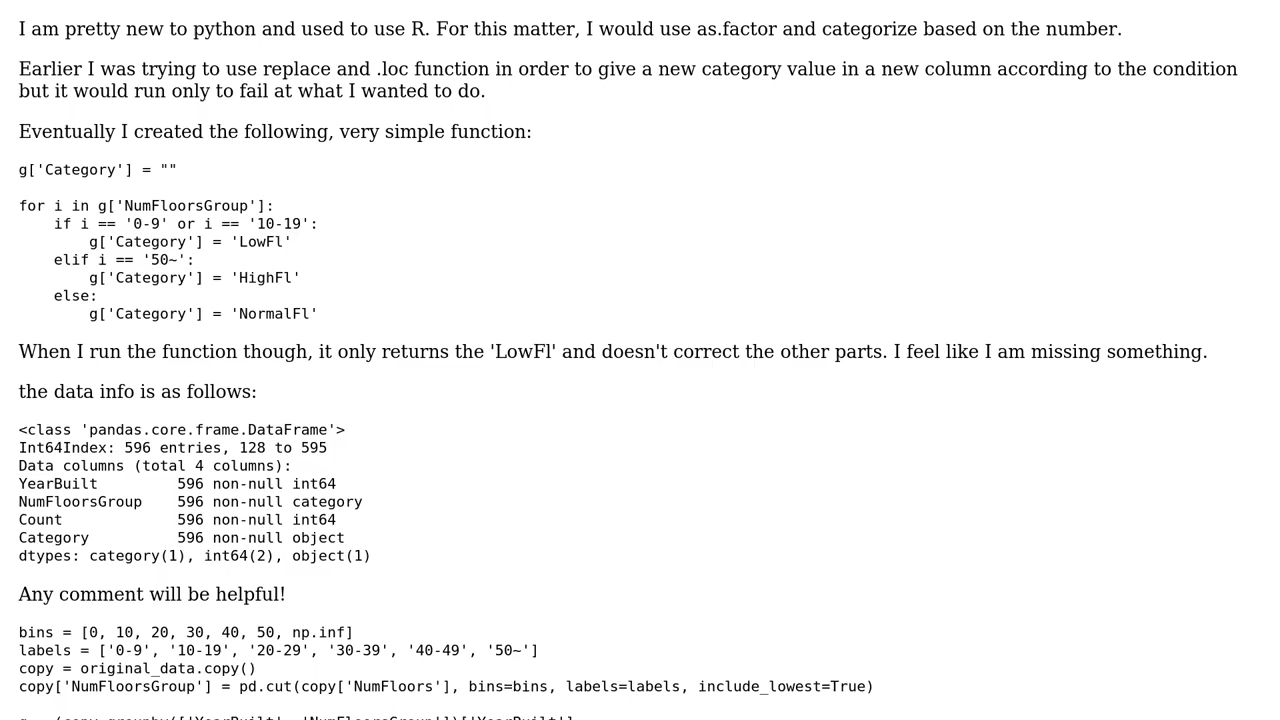 I am pretty new to python and used to use R. For this matter, I would use as.factor and categorize based on the number.
Earlier I was trying to use replace and .loc function in order to give a new category value in a new column according to the condition
but it would run only to fail at what I wanted to do.
Eventually I created the following, very simple function:
g['Category'] = ""
for i in g['NumFloorsGroup']:
    if i == '0-9' or i == '10-19':
        g['Category'] = 'LowFl'
    elif i == '50~':
        g['Category'] = 'HighFl'
    else:
        g['Category'] = 'NormalFl'
When I run the function though, it only returns the 'LowFl' and doesn't correct the other parts. I feel like I am missing something.
the data info is as follows:
<class 'pandas.core.frame.DataFrame'>
Int64Index: 596 entries, 128 to 595
Data columns (total 4 columns):
YearBuilt         596 non-null int64
NumFloorsGroup    596 non-null category
Count             596 non-null int64
Category          596 non-null object
dtypes: category(1), int64(2), object(1)
Any comment will be helpful!
bins = [0, 10, 20, 30, 40, 50, np.inf]
labels = ['0-9', '10-19', '20-29', '30-39', '40-49', '50~']
copy = original_data.copy()
copy['NumFloorsGroup'] = pd.cut(copy['NumFloors'], bins=bins, labels=labels, include_lowest=True)
g = (copy.groupby(['YearBuilt', 'NumFloorsGroup'])['YearBuilt']